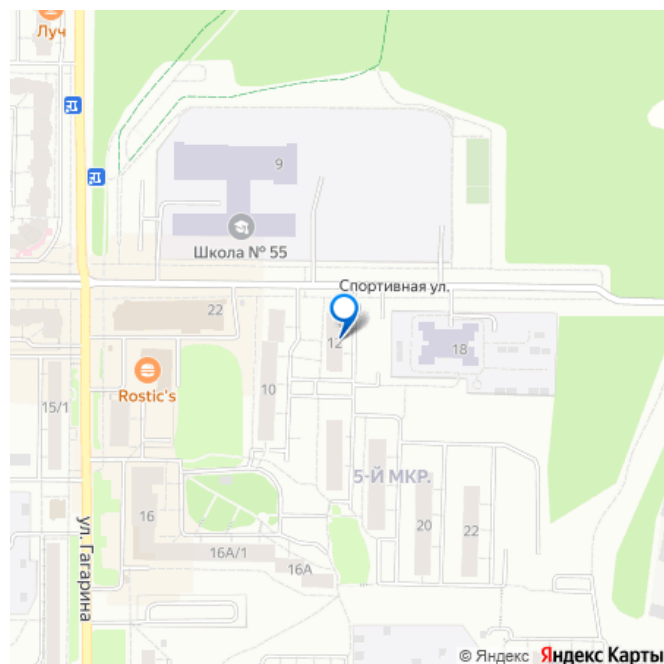 Луч
9
Школа № 55
Спортивная ул.
22
12
18
Rostic's
10
15/1
5-Й МКР.
16
20
22
ул. Гагарина
16А/1
16А
© Яндекс Яндекс Карты